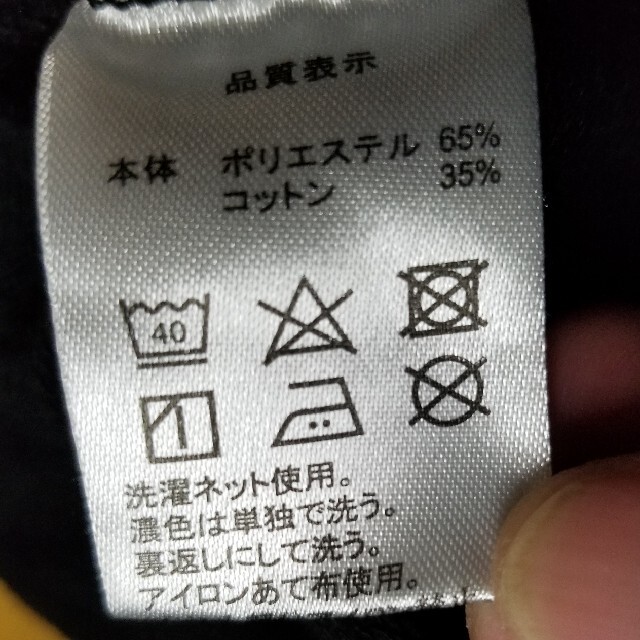 品質表示
本体 ポリエステル 65%
コットン 35%
40
洗濯ネット使用。
濃色は単独で洗う。
裏返しにして洗う。
アイロンあて布使用。